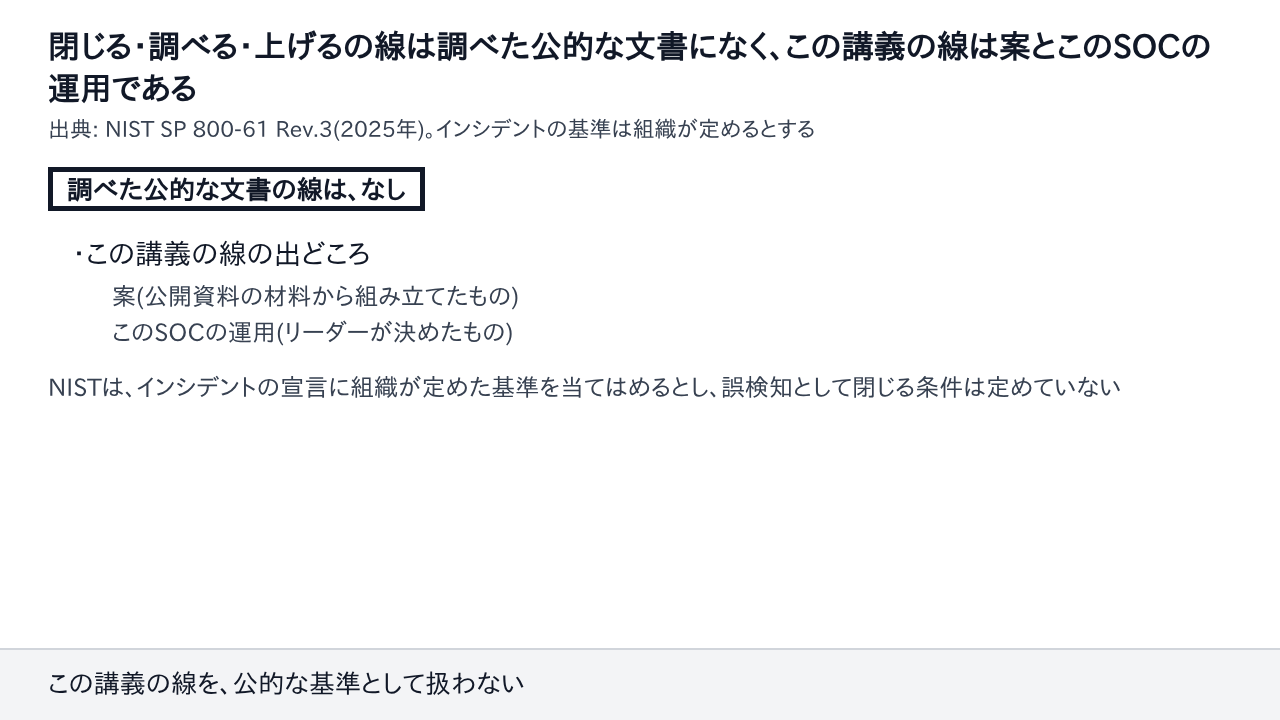 閉じる・調べる・上げるの線は調べた公的な文書になく、この講義の線は案とこのSOCの
運用である
出典: NIST SP 800-61 Rev.3(2025年)。インシデントの基準は組織が定めるとする
調べた公的な文書の線は、なし
・この講義の線の出どころ
案(公開資料の材料から組み立てたもの)
このSOCの運用(リーダーが決めたもの)
NISTは、インシデントの宣言に組織が定めた基準を当てはめるとし、誤検知として閉じる条件は定めていない
この講義の線を、公的な基準として扱わない